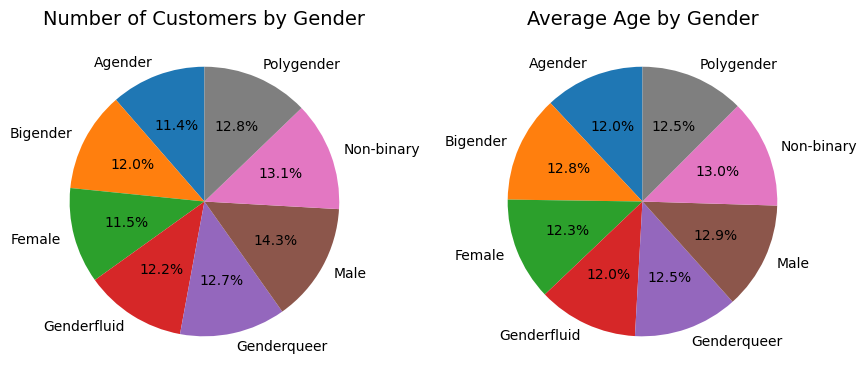 Number of Customers by Gender
Agender
Polygender
Bigender
Non-binary
Female
Male
Genderfluid
Genderqueer
11.4%
12.8%
12.0%
13.1%
11.5%
14.3%
12.2%
12.7%
Average Age by Gender
Agender
Polygender
Bigender
Non-binary
Female
Male
Genderfluid
Genderqueer
12.0%
12.5%
12.8%
13.0%
12.3%
12.9%
12.0%
12.5%